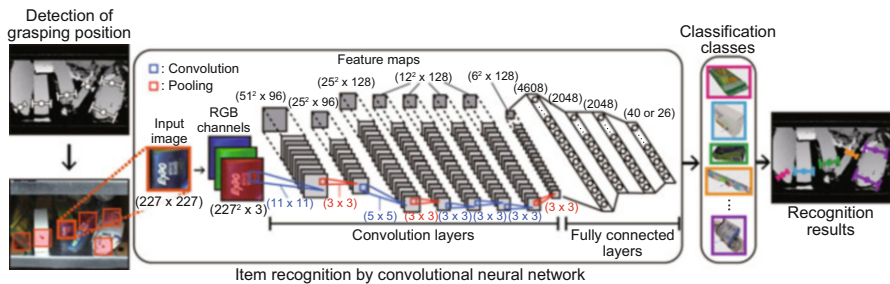 Detection of
grasping position
Input
image
(227 x 227)
: Convolution
: Pooling
RGB
channels
(227² x 3)
Feature maps
(51² x 96)
(25² x 96)
(25² x 128)
(12² x 128)
(6² x 128)
(4608)
(2048)
(2048)
(40 or 26)
(11 x 11)
(3 x 3)
(5 x 5)
(3 x 3)
(3 x 3)
(3 x 3)
(3 x 3)
(3 x 3)
Convolution layers
Fully connected
layers
Item recognition by convolutional neural network
Classification
classes
Recognition
results